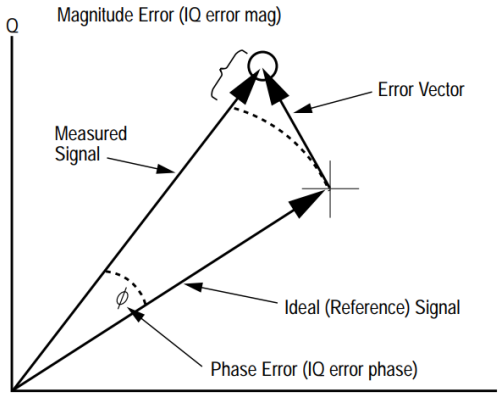 Magnitude Error (IQ error mag)
Q
Error Vector
Measured
Signal
ϕ
Ideal (Reference) Signal
Phase Error (IQ error phase)